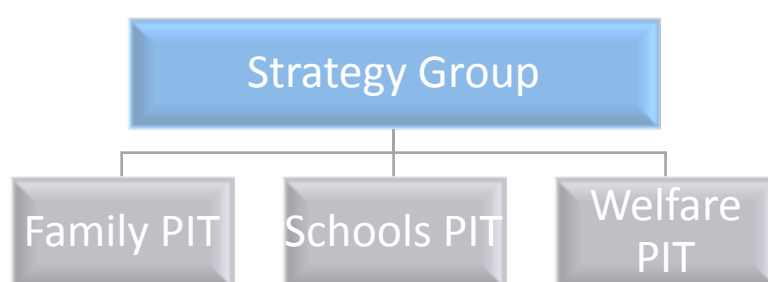 Strategy Group
Family PIT
Schools PIT
Welfare
PIT